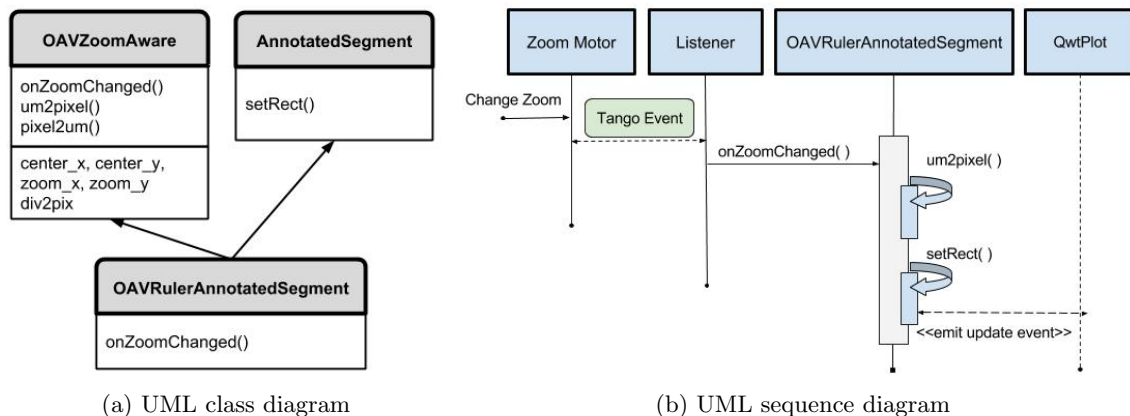 OAVZoomAware
onZoomChanged()
um2pixel()
pixel2um()
center_x, center_y,
zoom_x, zoom_y
div2pix
AnnotatedSegment
setRect()
OAVRulerAnnotatedSegment
onZoomChanged()
(a) UML class diagram
Zoom Motor
Listener
OAVRulerAnnotatedSegment
QwtPlot
Change Zoom
Tango Event
onZoomChanged( )
um2pixel( )
setRect( )
<<emit update event>>
(b) UML sequence diagram